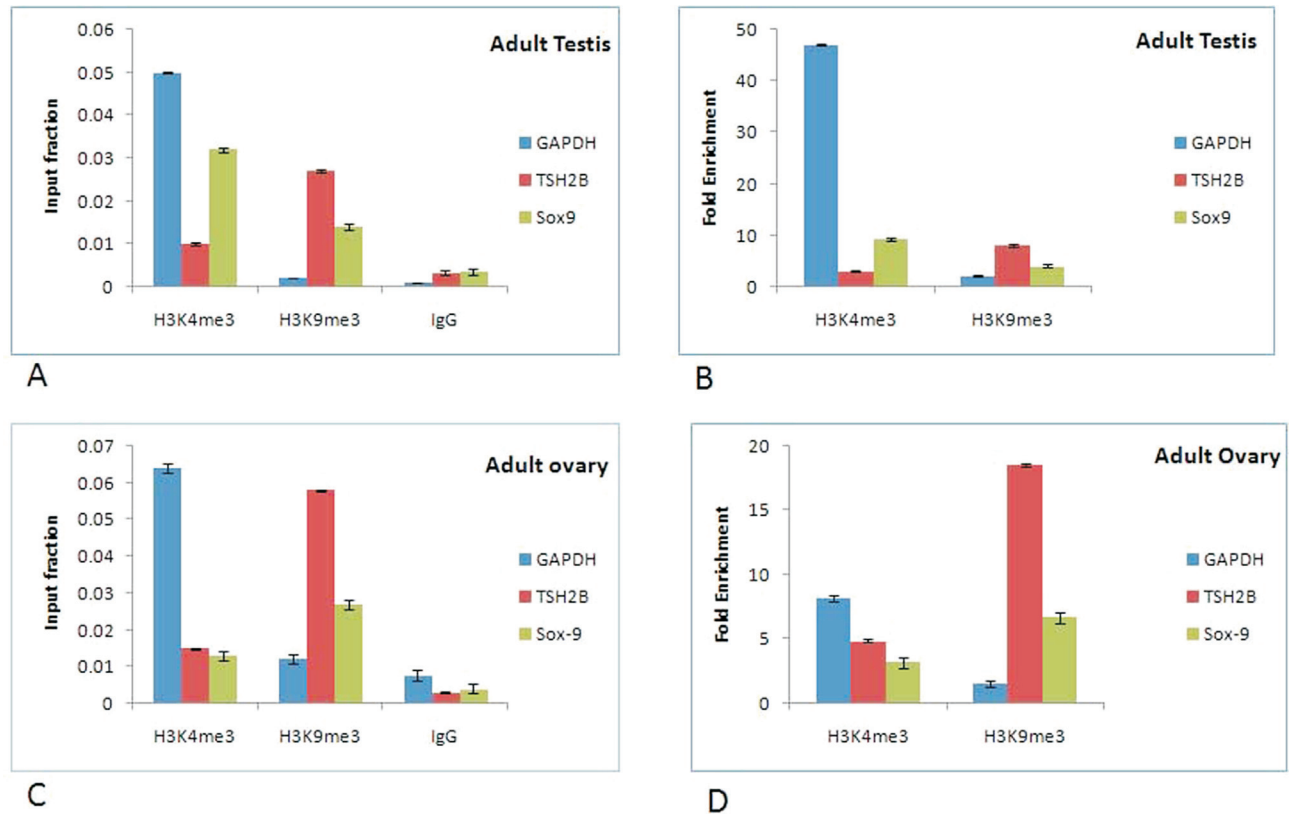 Adult Testis
Input fraction
0.06
0.05
0.04
0.03
0.02
0.01
0
H3K4me3 H3K9me3 IgG
GAPDH
TSH2B
Sox9
A
Adult Testis
Fold Enrichment
50
40
30
20
10
0
H3K4me3 H3K9me3
GAPDH
TSH2B
Sox9
B
Adult ovary
Input fraction
0.07
0.06
0.05
0.04
0.03
0.02
0.01
0
H3K4me3 H3K9me3 IgG
GAPDH
TSH2B
Sox-9
C
Adult Ovary
Fold Enrichment
20
15
10
5
0
H3K4me3 H3K9me3
GAPDH
TSH2B
Sox-9
D